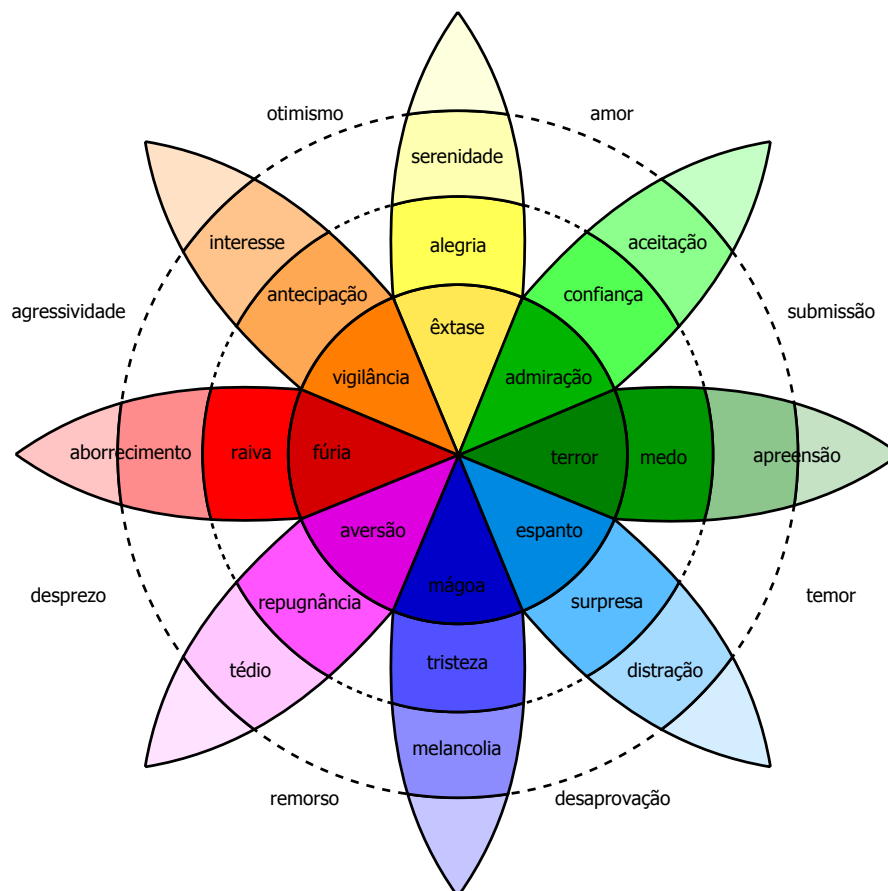 otimismo
amor
serenidade
interesse
aceitação
alegria
antecipação
confiança
agressividade
submissão
êxtase
vigilância
admiração
aborrecimento
raiva
fúria
terror
medo
apreensão
aversão
espanto
mágoa
desprezo
repugnância
surpresa
temor
tédio
tristeza
distração
melancolia
remorso
desaprovação